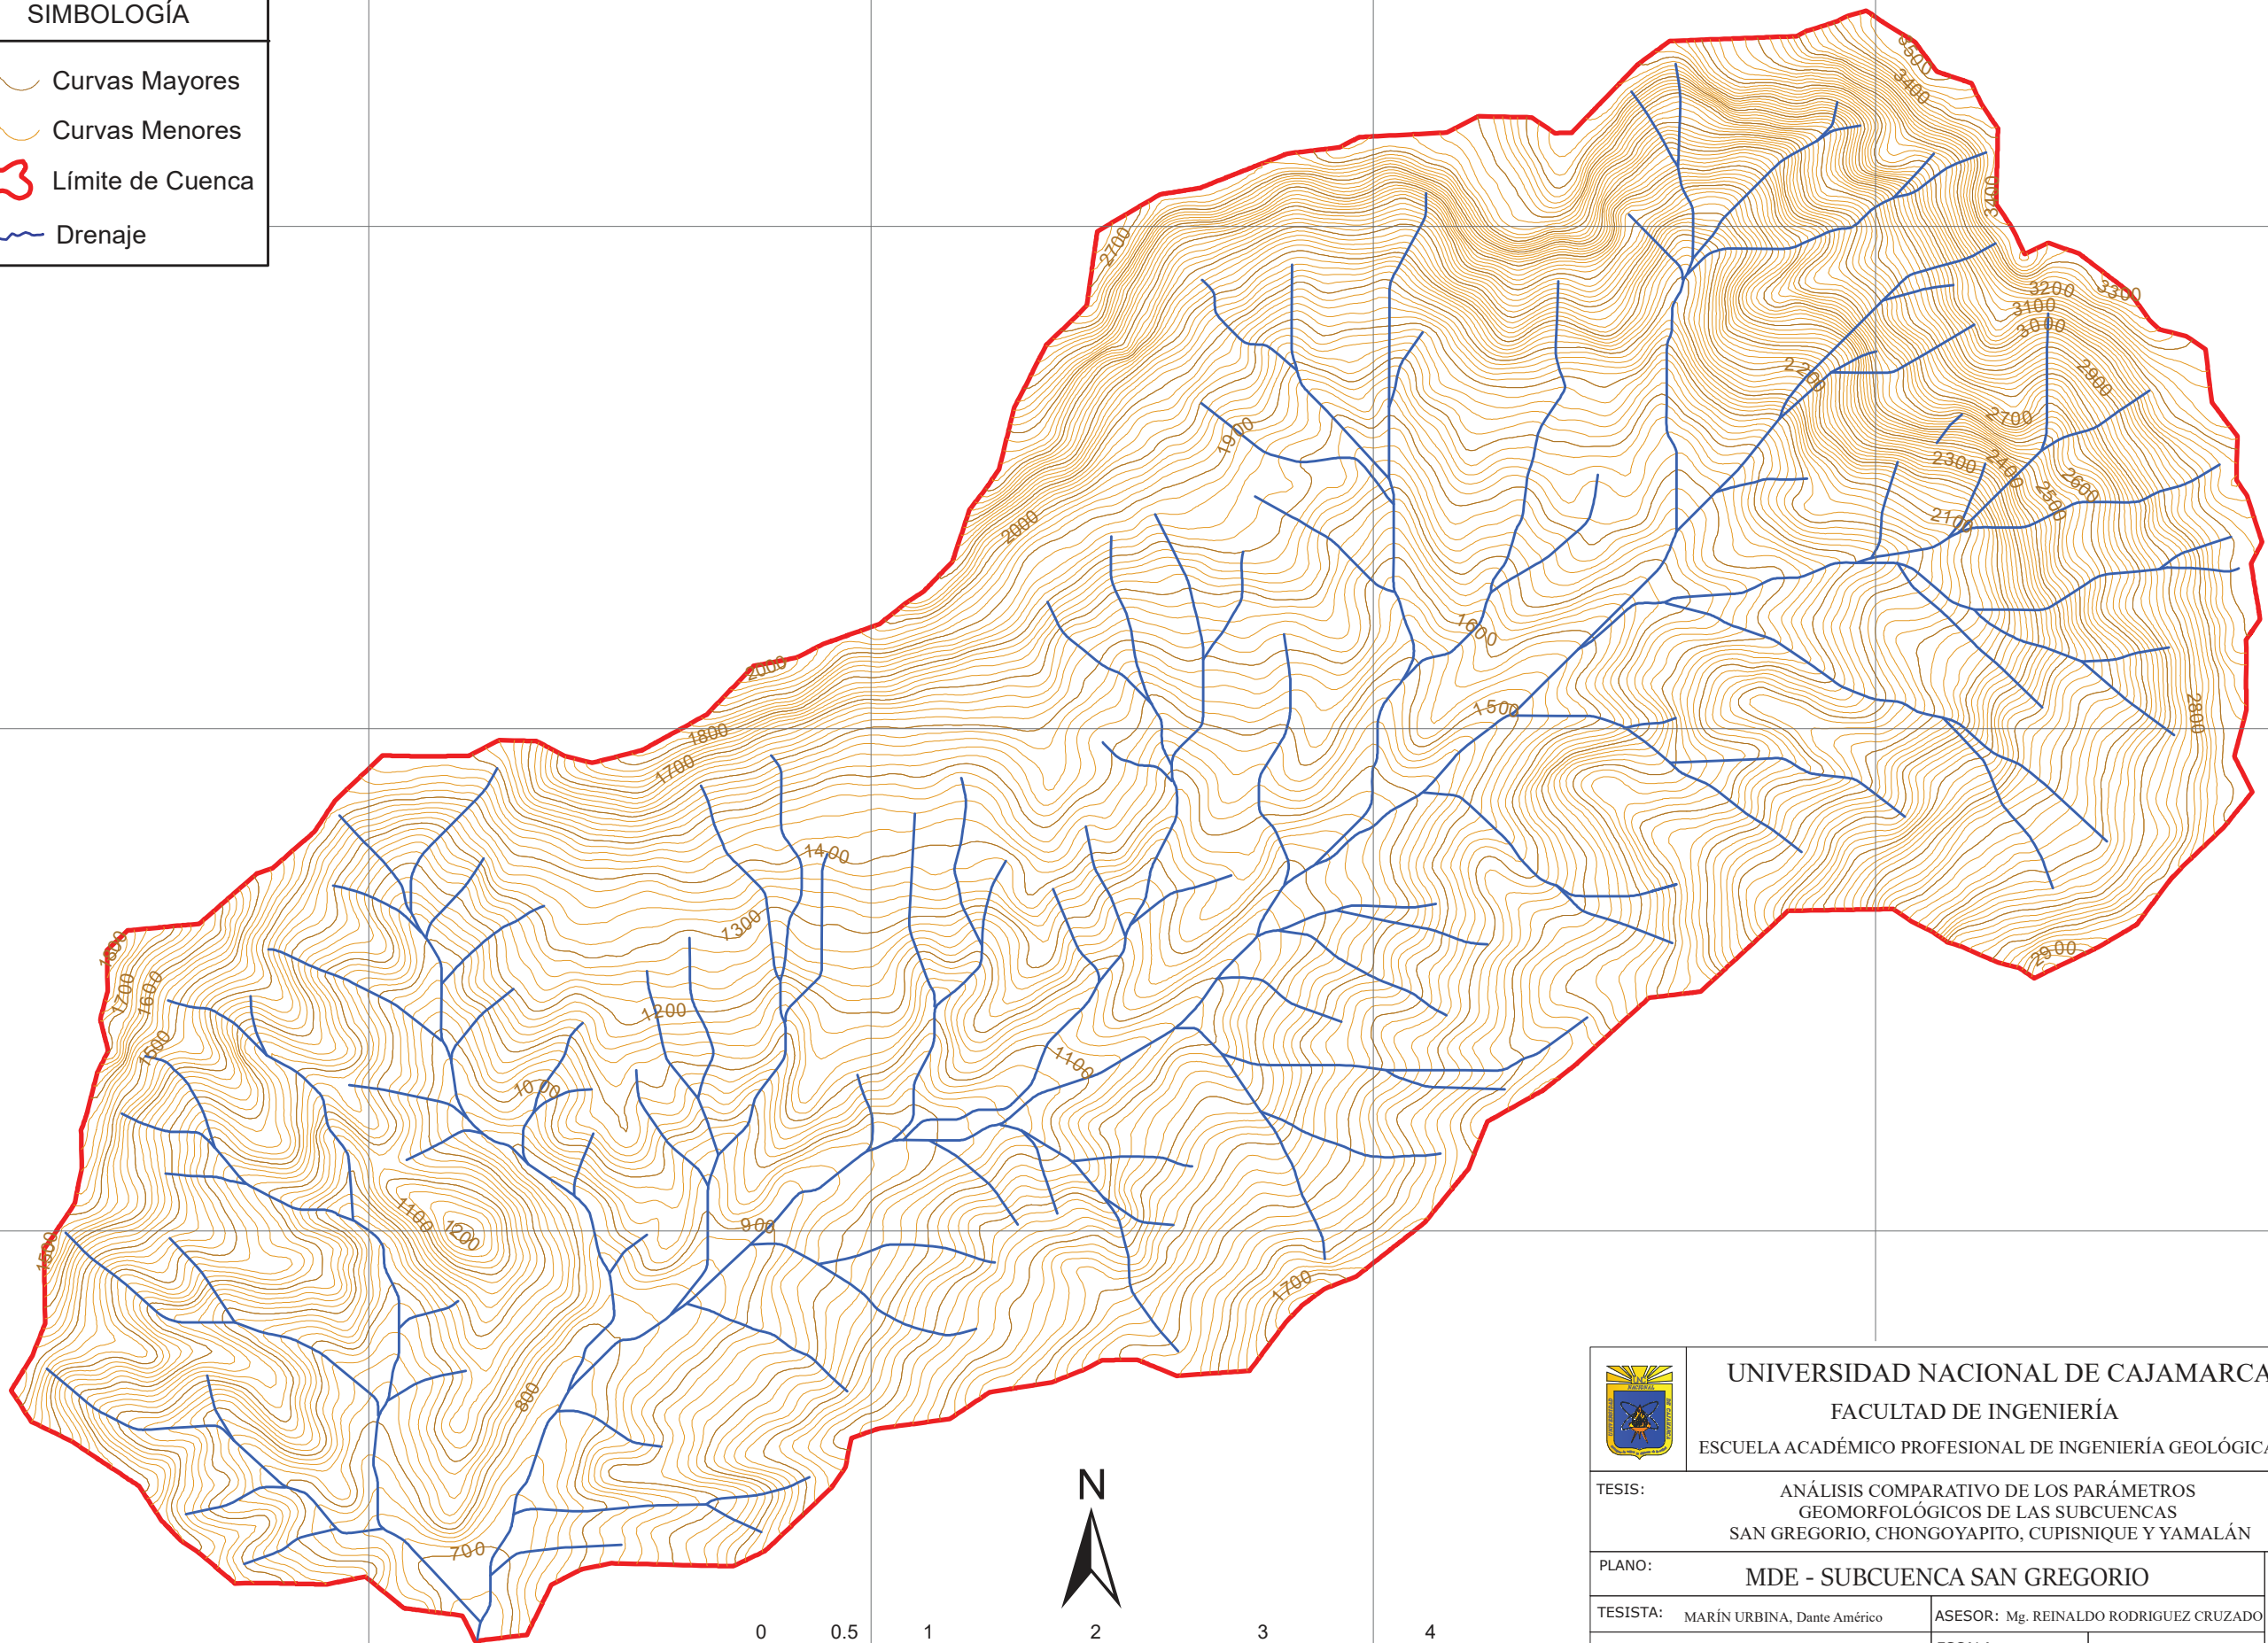 SIMBOLOGÍA
Curvas Mayores
Curvas Menores
Límite de Cuenca
Drenaje
3500
3400
3400
2700
3200
3300
3100
3000
2200
2900
1900
2700
2300
2400
2600
2500
2000
2100
1600
2000
1500
2800
1800
1700
1400
1300
2900
1700
1600
1200
1500
1100
1000
1100
1200
900
1500
1700
800
700
N
0 0.5 1 2 3 4
UNIVERSIDAD NACIONAL DE CAJAMARCA
FACULTAD DE INGENIERÍA
ESCUELA ACADÉMICO PROFESIONAL DE INGENIERÍA GEOLÓGICA
TESIS: ANÁLISIS COMPARATIVO DE LOS PARÁMETROS
GEOMORFOLÓGICOS DE LAS SUBCUENCAS
SAN GREGORIO, CHONGOYAPITO, CUPISNIQUE Y YAMALÁN
PLANO: MDE - SUBCUENCA SAN GREGORIO
TESISTA: MARÍN URBINA, Dante Américo ASESOR: Mg. REINALDO RODRIGUEZ CRUZADO